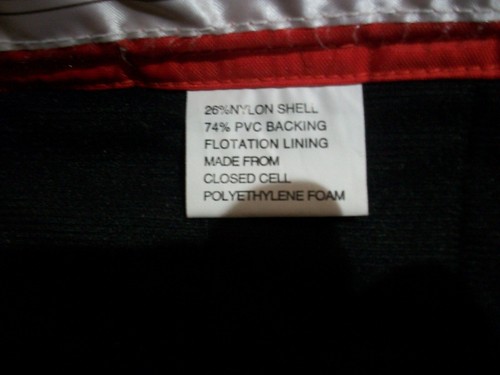 26%NYLON SHELL
74% PVC BACKING
FLOTATION LINING
MADE FROM
CLOSED CELL
POLYETHYLENE FOAM